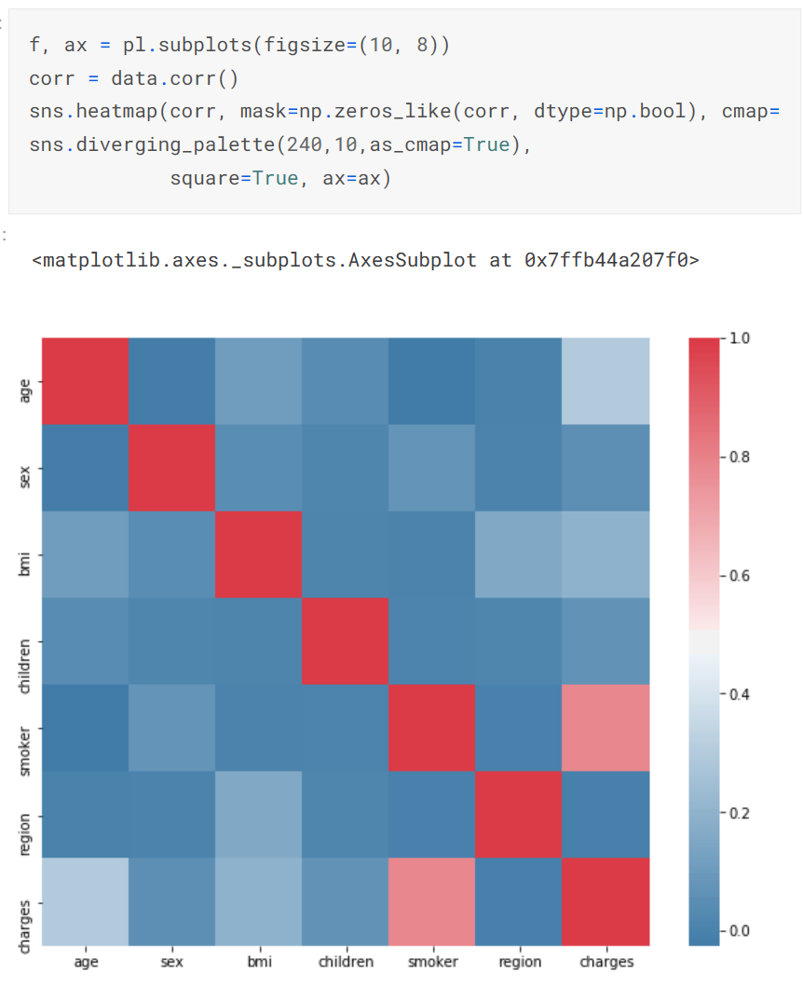 :
f, ax = pl.subplots(figsize=(10, 8))
corr = data.corr()
sns.heatmap(corr, mask=np.zeros_like(corr, dtype=np.bool), cmap=
sns.diverging_palette(240,10,as_cmap=True),
            square=True, ax=ax)
:
<matplotlib.axes._subplots.AxesSubplot at 0x7ffb44a207f0>
age
sex
bmi
children
smoker
region
charges
age sex bmi children smoker region charges
1.0
0.8
0.6
0.4
0.2
0.0